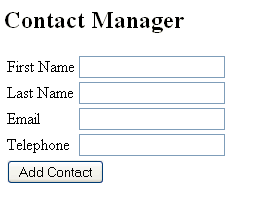 Contact Manager
First Name
Last Name
Email
Telephone
Add Contact